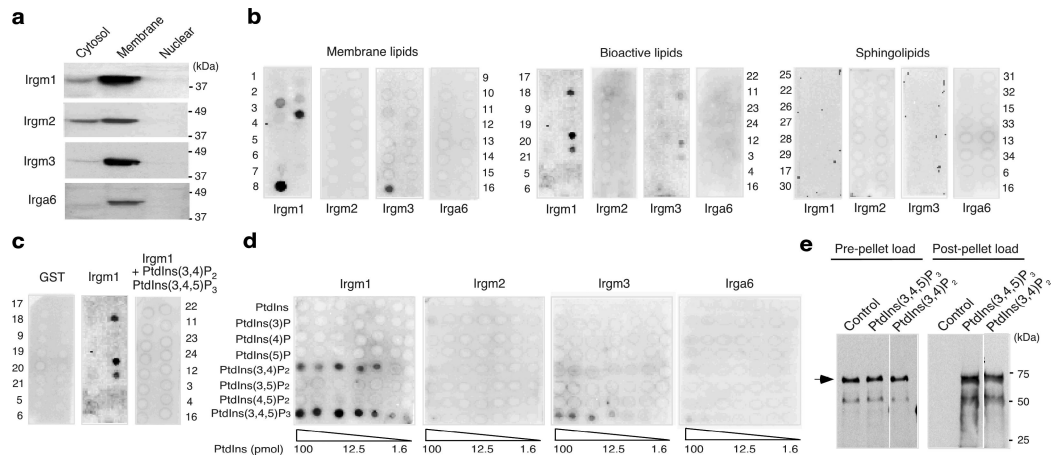 a
Cytosol
Membrane
Nuclear
(kDa)
Irgm1
37
49
Irgm2
37
49
Irgm3
37
49
Irga6
37
b
Membrane lipids
1
2
3
4
5
6
7
8
9
10
11
12
13
14
15
16
Irgm1 Irgm2 Irgm3 Irga6
Bioactive lipids
17
18
9
19
20
21
5
6
22
11
23
24
12
3
4
16
Irgm1 Irgm2 Irgm3 Irga6
Sphingolipids
25
22
26
27
28
29
17
30
31
32
15
33
13
34
6
16
Irgm1 Irgm2 Irgm3 Irga6
c
GST
Irgm1
Irgm1
+ PtdIns(3,4)P2
PtdIns(3,4,5)P3
17
18
9
19
20
21
5
6
22
11
23
24
12
3
4
16
d
Irgm1 Irgm2 Irgm3 Irga6
PtdIns
PtdIns(3)P
PtdIns(4)P
PtdIns(5)P
PtdIns(3,4)P2
PtdIns(3,5)P2
PtdIns(4,5)P2
PtdIns(3,4,5)P3
PtdIns (pmol) 100 12.5 1.6 100 12.5 1.6 100 12.5 1.6 100 12.5 1.6
e
Pre-pellet load
Control
PtdIns(3,4,5)P3
PtdIns(3,4)P2
Post-pellet load
Control
PtdIns(3,4,5)P3
PtdIns(3,4)P2
(kDa)
75
50
25